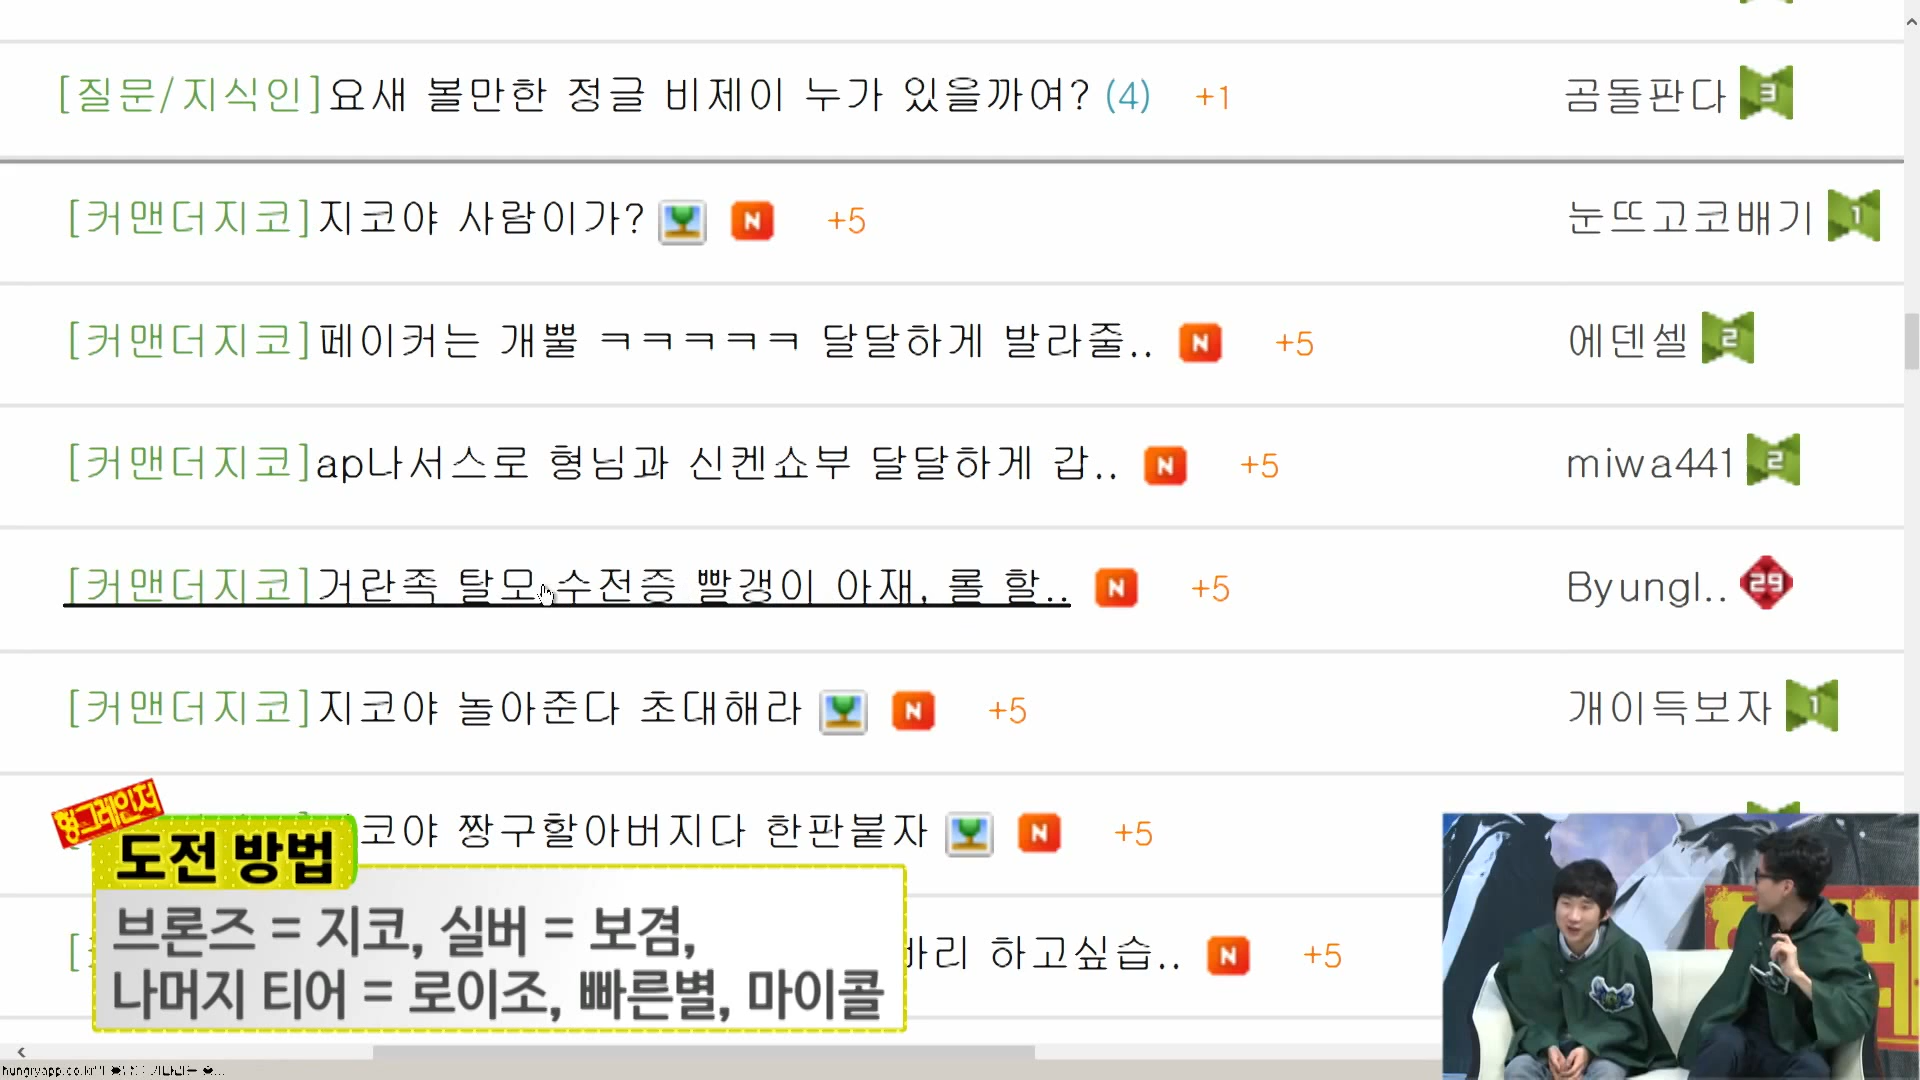 [질문/지식인]요새 볼만한 정글 비제이 누가 있을까여? (4) +1 곰돌판다 3
[커맨더지코]지코야 사람이가? N +5 눈뜨고코배기 1
[커맨더지코]페이커는 개뿔 ㅋㅋㅋㅋㅋ 달달하게 발라줄.. N +5 에덴셀 2
[커맨더지코]ap나서스로 형님과 신켄쇼부 달달하게 갑.. N +5 miwa441 2
[커맨더지코]거란족 탈모 수전증 빨갱이 아재, 롤 할.. N +5 Byungl.. 29
[커맨더지코]지코야 놀아준다 초대해라 N +5 개이득보자 1
코야 짱구할아버지다 한판붙자 N +5
바리 하고싶습.. N +5
헝그레인저
도전 방법
브론즈 = 지코, 실버 = 보겸,
나머지 티어 = 로이조, 빠른별, 마이콜
hungryapp.co.kr